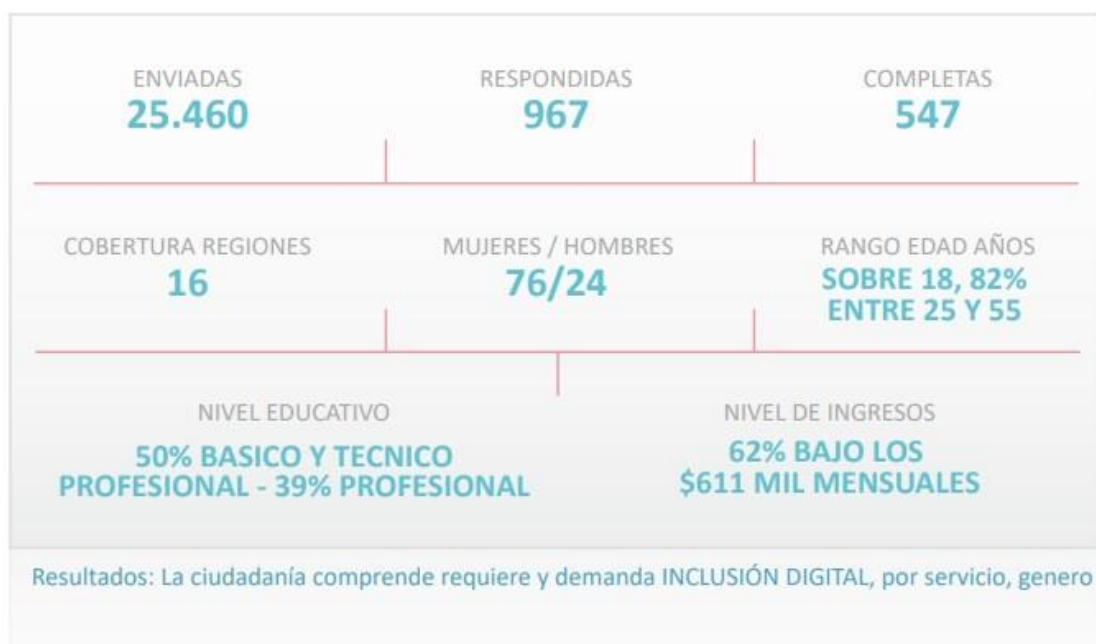 ENVIADAS
25.460
RESPONDIDAS
967
COMPLETAS
547
COBERTURA REGIONES
16
MUJERES / HOMBRES
76/24
RANGO EDAD AÑOS
SOBRE 18, 82%
ENTRE 25 Y 55
NIVEL EDUCATIVO
50% BASICO Y TECNICO
PROFESIONAL - 39% PROFESIONAL
NIVEL DE INGRESOS
62% BAJO LOS
$611 MIL MENSUALES
Resultados: La ciudadanía comprende requiere y demanda INCLUSIÓN DIGITAL, por servicio, genero